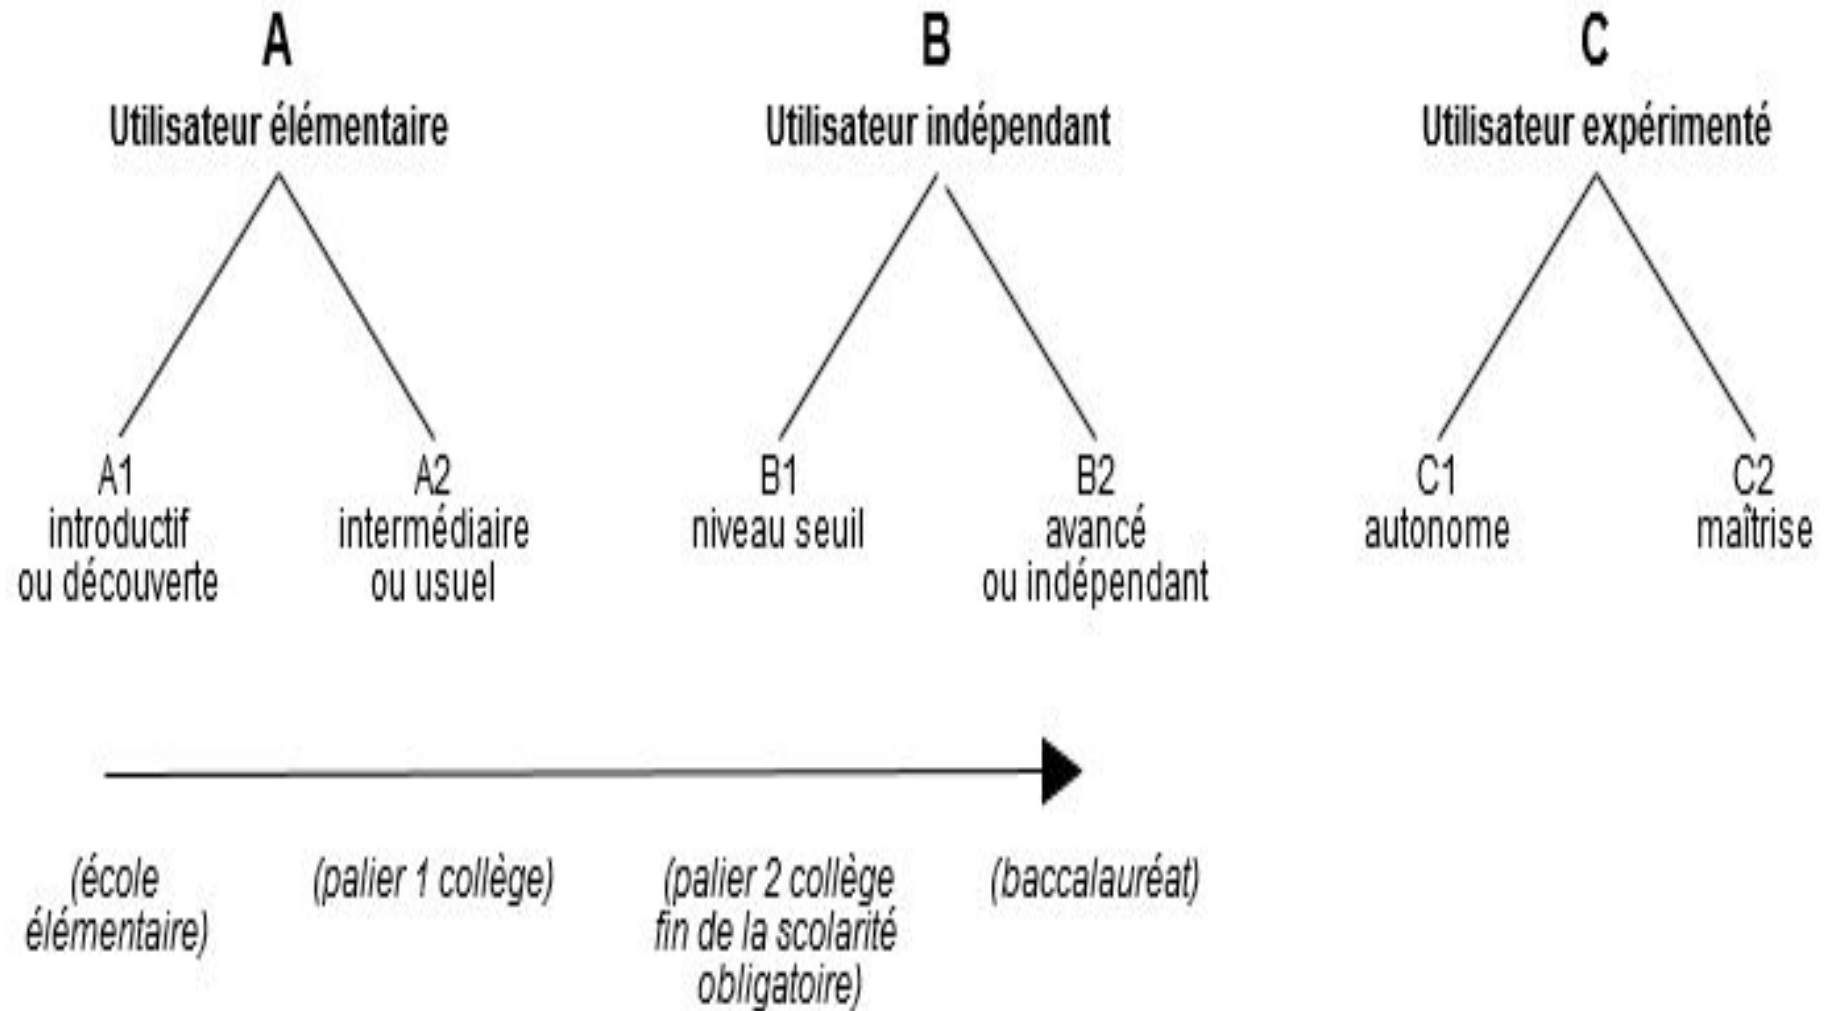 A
B
C
Utilisateur élémentaire
Utilisateur indépendant
Utilisateur expérimenté
A1
introductif
ou découverte
A2
intermédiaire
ou usuel
B1
niveau seuil
B2
avancé
ou indépendant
C1
autonome
C2
maîtrise
(école
élémentaire)
(palier 1 collège)
(palier 2 collège
fin de la scolarité
obligatoire)
(baccalauréat)